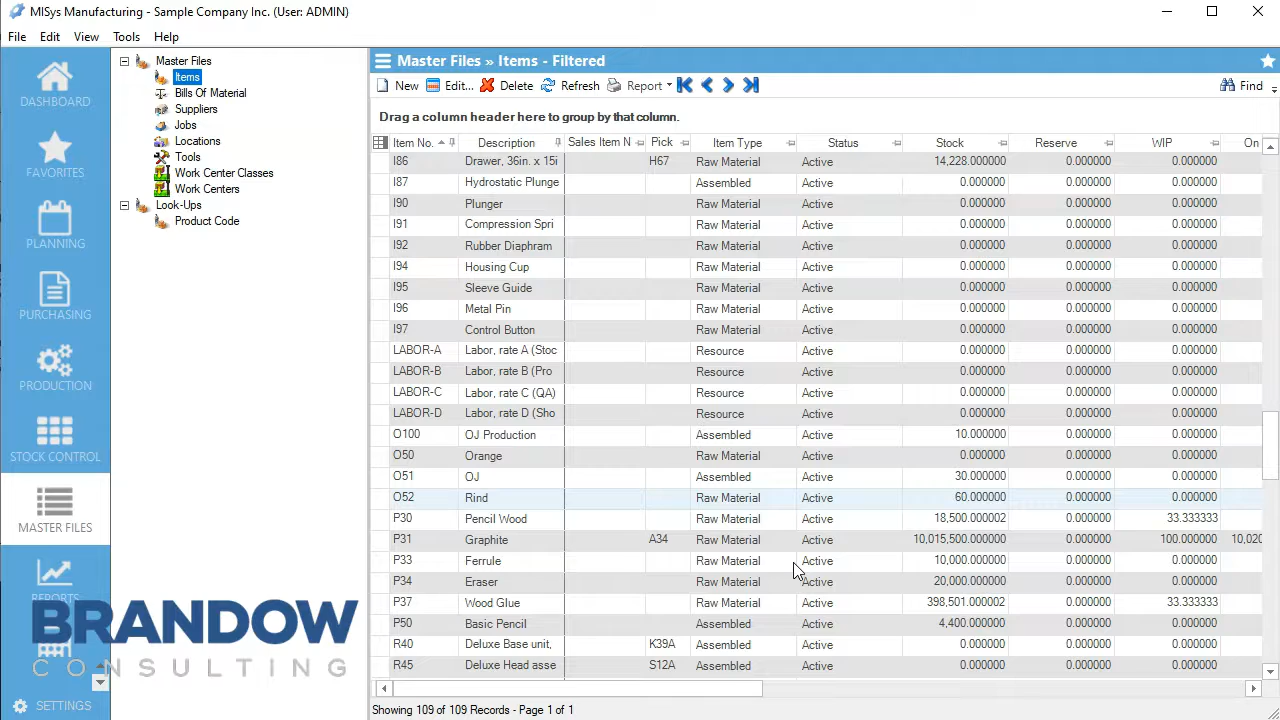 MISys Manufacturing - Sample Company Inc. (User: ADMIN)
File Edit View Tools Help
DASHBOARD
FAVORITES
PLANNING
PURCHASING
PRODUCTION
STOCK CONTROL
MASTER FILES
REPORTS
SETTINGS
Master Files
Items
Bills Of Material
Suppliers
Jobs
Locations
Tools
Work Center Classes
Work Centers
Look-Ups
Product Code
Master Files » Items - Filtered
New Edit... Delete Refresh Report Find
Drag a column header here to group by that column.
Item No. Description Sales Item N Pick Item Type Status Stock Reserve WIP On
I86 Drawer, 36in. x 15i H67 Raw Material Active 14,228.000000 0.000000 0.000000
I87 Hydrostatic Plunge Assembled Active 0.000000 0.000000 0.000000
I90 Plunger Raw Material Active 0.000000 0.000000 0.000000
I91 Compression Spri Raw Material Active 0.000000 0.000000 0.000000
I92 Rubber Diaphram Raw Material Active 0.000000 0.000000 0.000000
I94 Housing Cup Raw Material Active 0.000000 0.000000 0.000000
I95 Sleeve Guide Raw Material Active 0.000000 0.000000 0.000000
I96 Metal Pin Raw Material Active 0.000000 0.000000 0.000000
I97 Control Button Raw Material Active 0.000000 0.000000 0.000000
LABOR-A Labor, rate A (Stoc Resource Active 0.000000 0.000000 0.000000
LABOR-B Labor, rate B (Pro Resource Active 0.000000 0.000000 0.000000
LABOR-C Labor, rate C (QA) Resource Active 0.000000 0.000000 0.000000
LABOR-D Labor, rate D (Sho Resource Active 0.000000 0.000000 0.000000
O100 OJ Production Assembled Active 10.000000 0.000000 0.000000
O50 Orange Raw Material Active 0.000000 0.000000 0.000000
O51 OJ Assembled Active 30.000000 0.000000 0.000000
O52 Rind Raw Material Active 60.000000 0.000000 0.000000
P30 Pencil Wood Raw Material Active 18,500.000002 0.000000 33.333333
P31 Graphite A34 Raw Material Active 10,015,500.000000 0.000000 100.000000 10,020
P33 Ferrule Raw Material Active 10,000.000000 0.000000 0.000000
P34 Eraser Raw Material Active 20,000.000000 0.000000 0.000000
P37 Wood Glue Raw Material Active 398,501.000002 0.000000 33.333333
P50 Basic Pencil Assembled Active 4,400.000000 0.000000 0.000000
R40 Deluxe Base unit, K39A Assembled Active 0.000000 0.000000 0.000000
R45 Deluxe Head asse S12A Assembled Active 0.000000 0.000000 0.000000
Showing 109 of 109 Records - Page 1 of 1
BRANDOW
CONSULTING